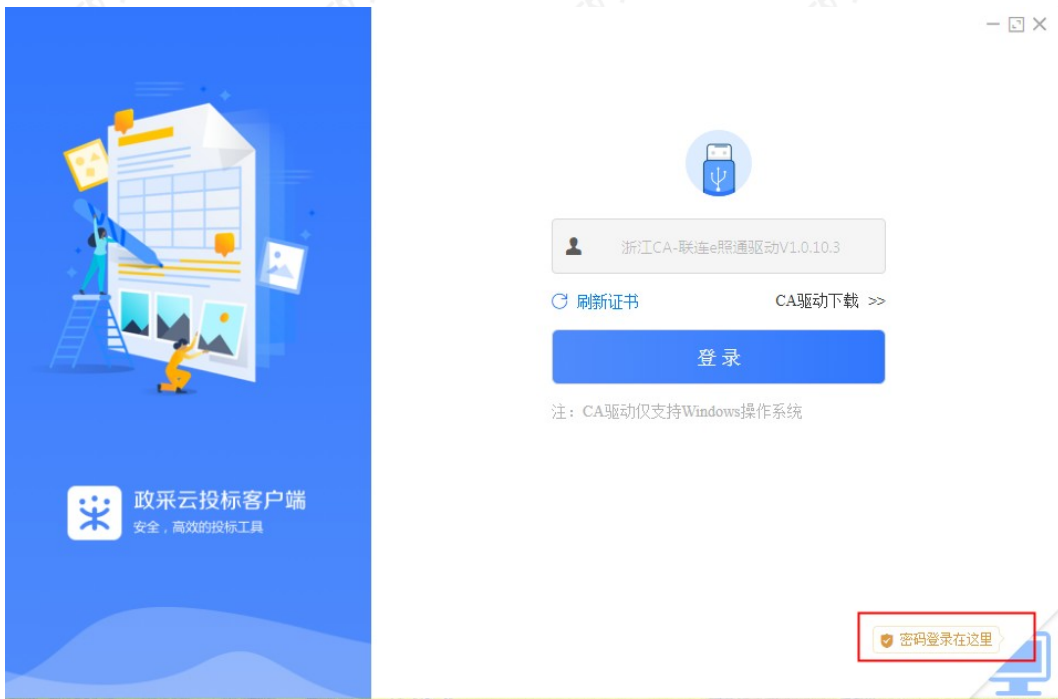 政采云投标客户端
安全，高效的投标工具
浙江CA-联连e照通驱动V1.0.10.3
刷新证书
CA驱动下载 >>
登 录
注：CA驱动仅支持Windows操作系统
密码登录在这里